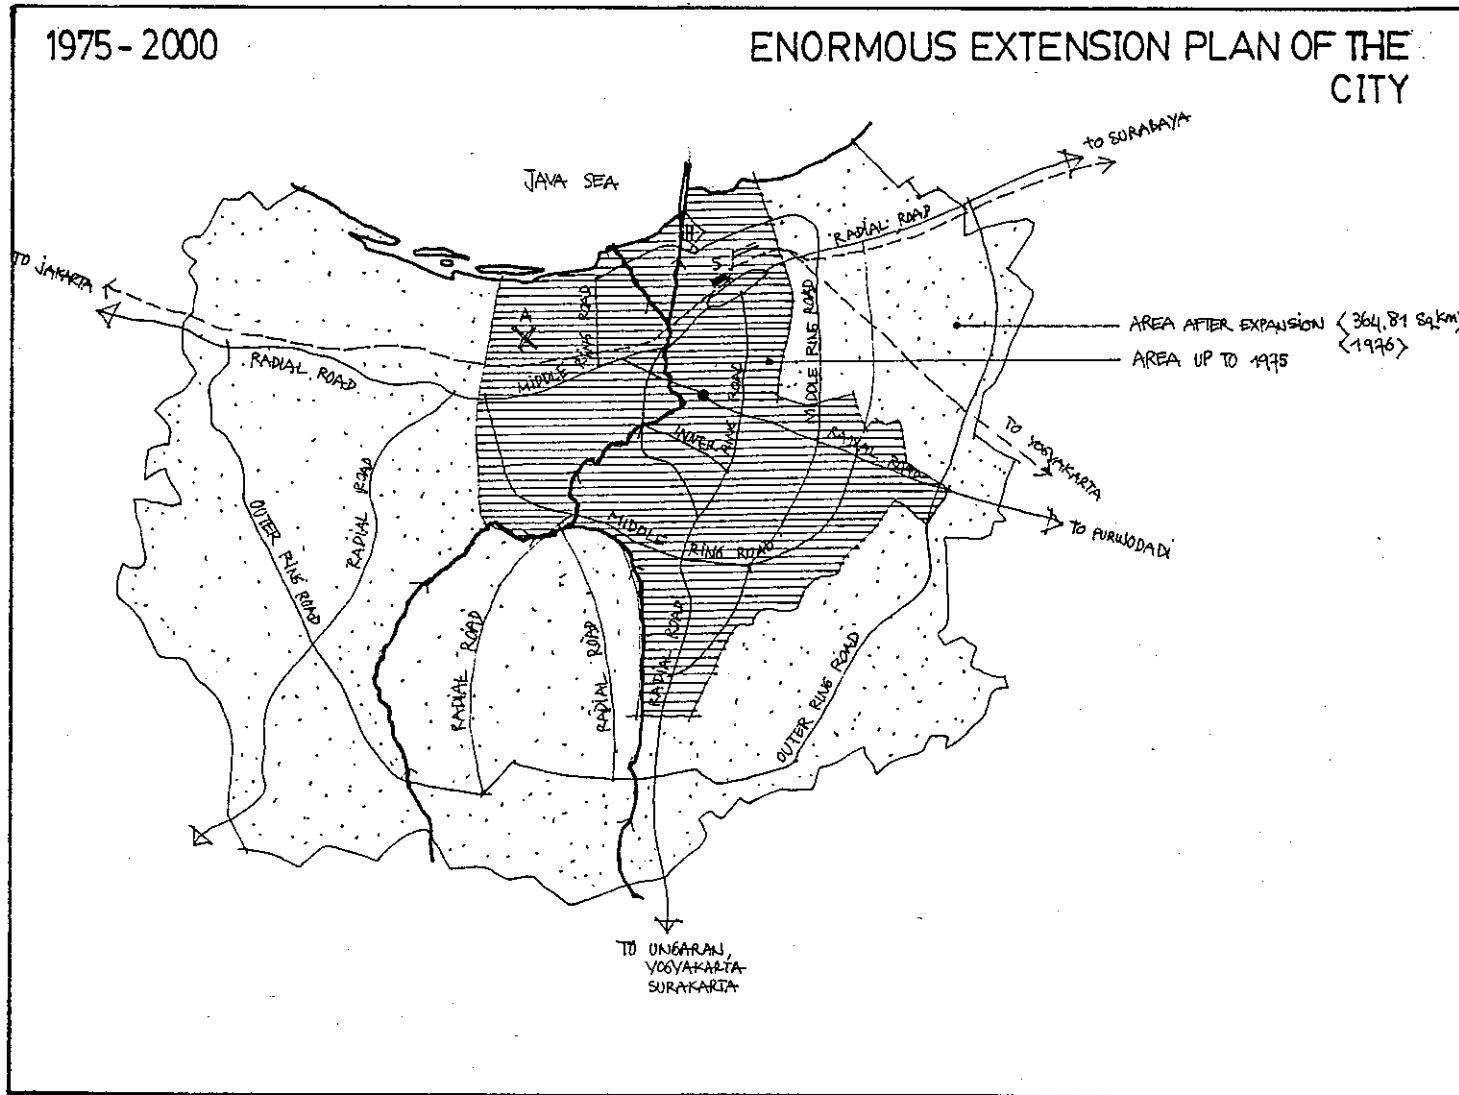 1975-2000
ENORMOUS EXTENSION PLAN OF THE
CITY
TO SURABAYA
JAVA SEA
RADIAL ROAD
H
S
TO JAKARTA
A
MIDDLE RING ROAD
MIDDLE RING ROAD
AREA AFTER EXPANSION <364,81 Sq.km>
<1976>
AREA UP TO 1975
RADIAL ROAD
INNER RING ROAD
RADIAL ROAD
TO YOGYAKARTA
OUTER RING ROAD
RADIAL ROAD
MIDDLE RING ROAD
TO PURWODADI
RADIAL ROAD
RADIAL ROAD
RADIAL ROAD
OUTER RING ROAD
TO UNGARAN,
YOGYAKARTA
SURAKARTA